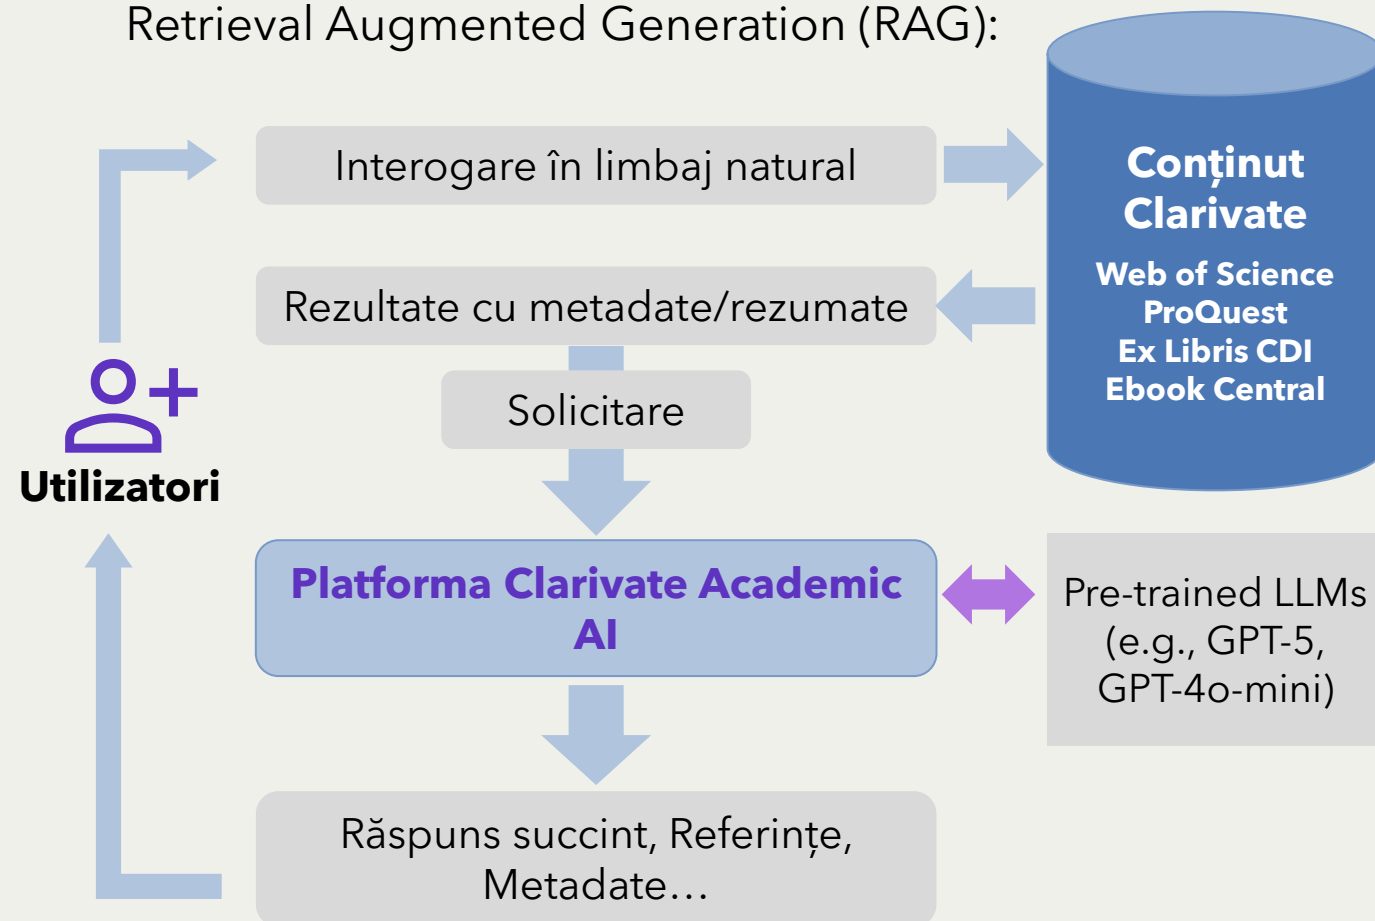 Retrieval Augmented Generation (RAG):
Interogare în limbaj natural
Conținut
Clarivate
Web of Science
ProQuest
Ex Libris CDI
Ebook Central
Rezultate cu metadate/rezumate
Solicitare
Utilizatori
Platforma Clarivate Academic
AI
Pre-trained LLMs
(e.g., GPT-5,
GPT-4o-mini)
Răspuns succint, Referințe,
Metadate…